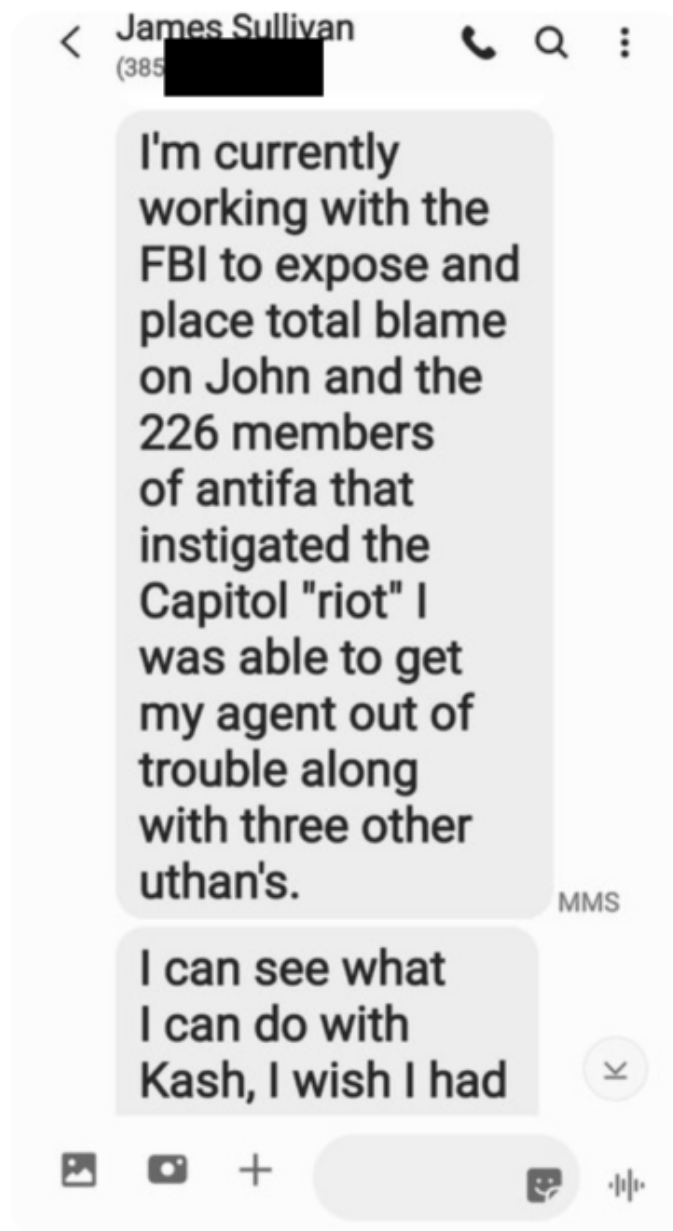 James Sullivan
(385
I'm currently
working with the
FBI to expose and
place total blame
on John and the
226 members
of antifa that
instigated the
Capitol "riot" I
was able to get
my agent out of
trouble along
with three other
uthan's.
MMS
I can see what
I can do with
Kash, I wish I had